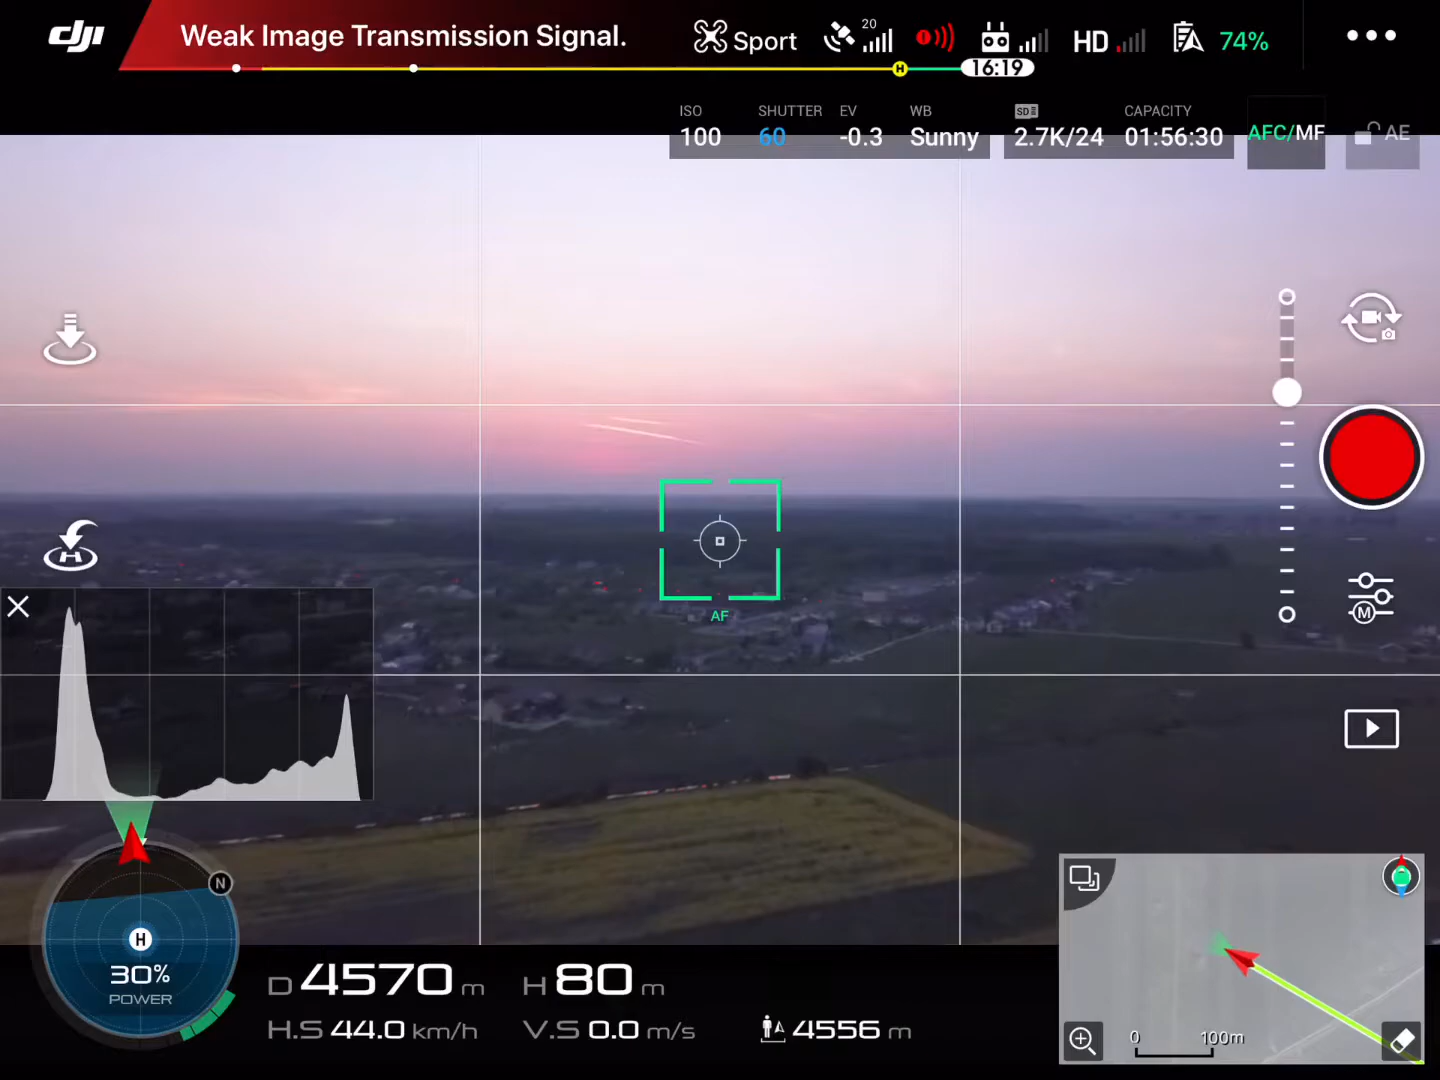 dji
Weak Image Transmission Signal.
Sport
20
HD
74%
H
16:19
ISO
100
SHUTTER
60
EV
-0.3
WB
Sunny
SD
2.7K/24
CAPACITY
01:56:30
AFC/MF
AE
H
AF
M
N
H
30%
POWER
D 4570 m
H 80 m
H.S 44.0 km/h
V.S 0.0 m/s
4556 m
0
100m